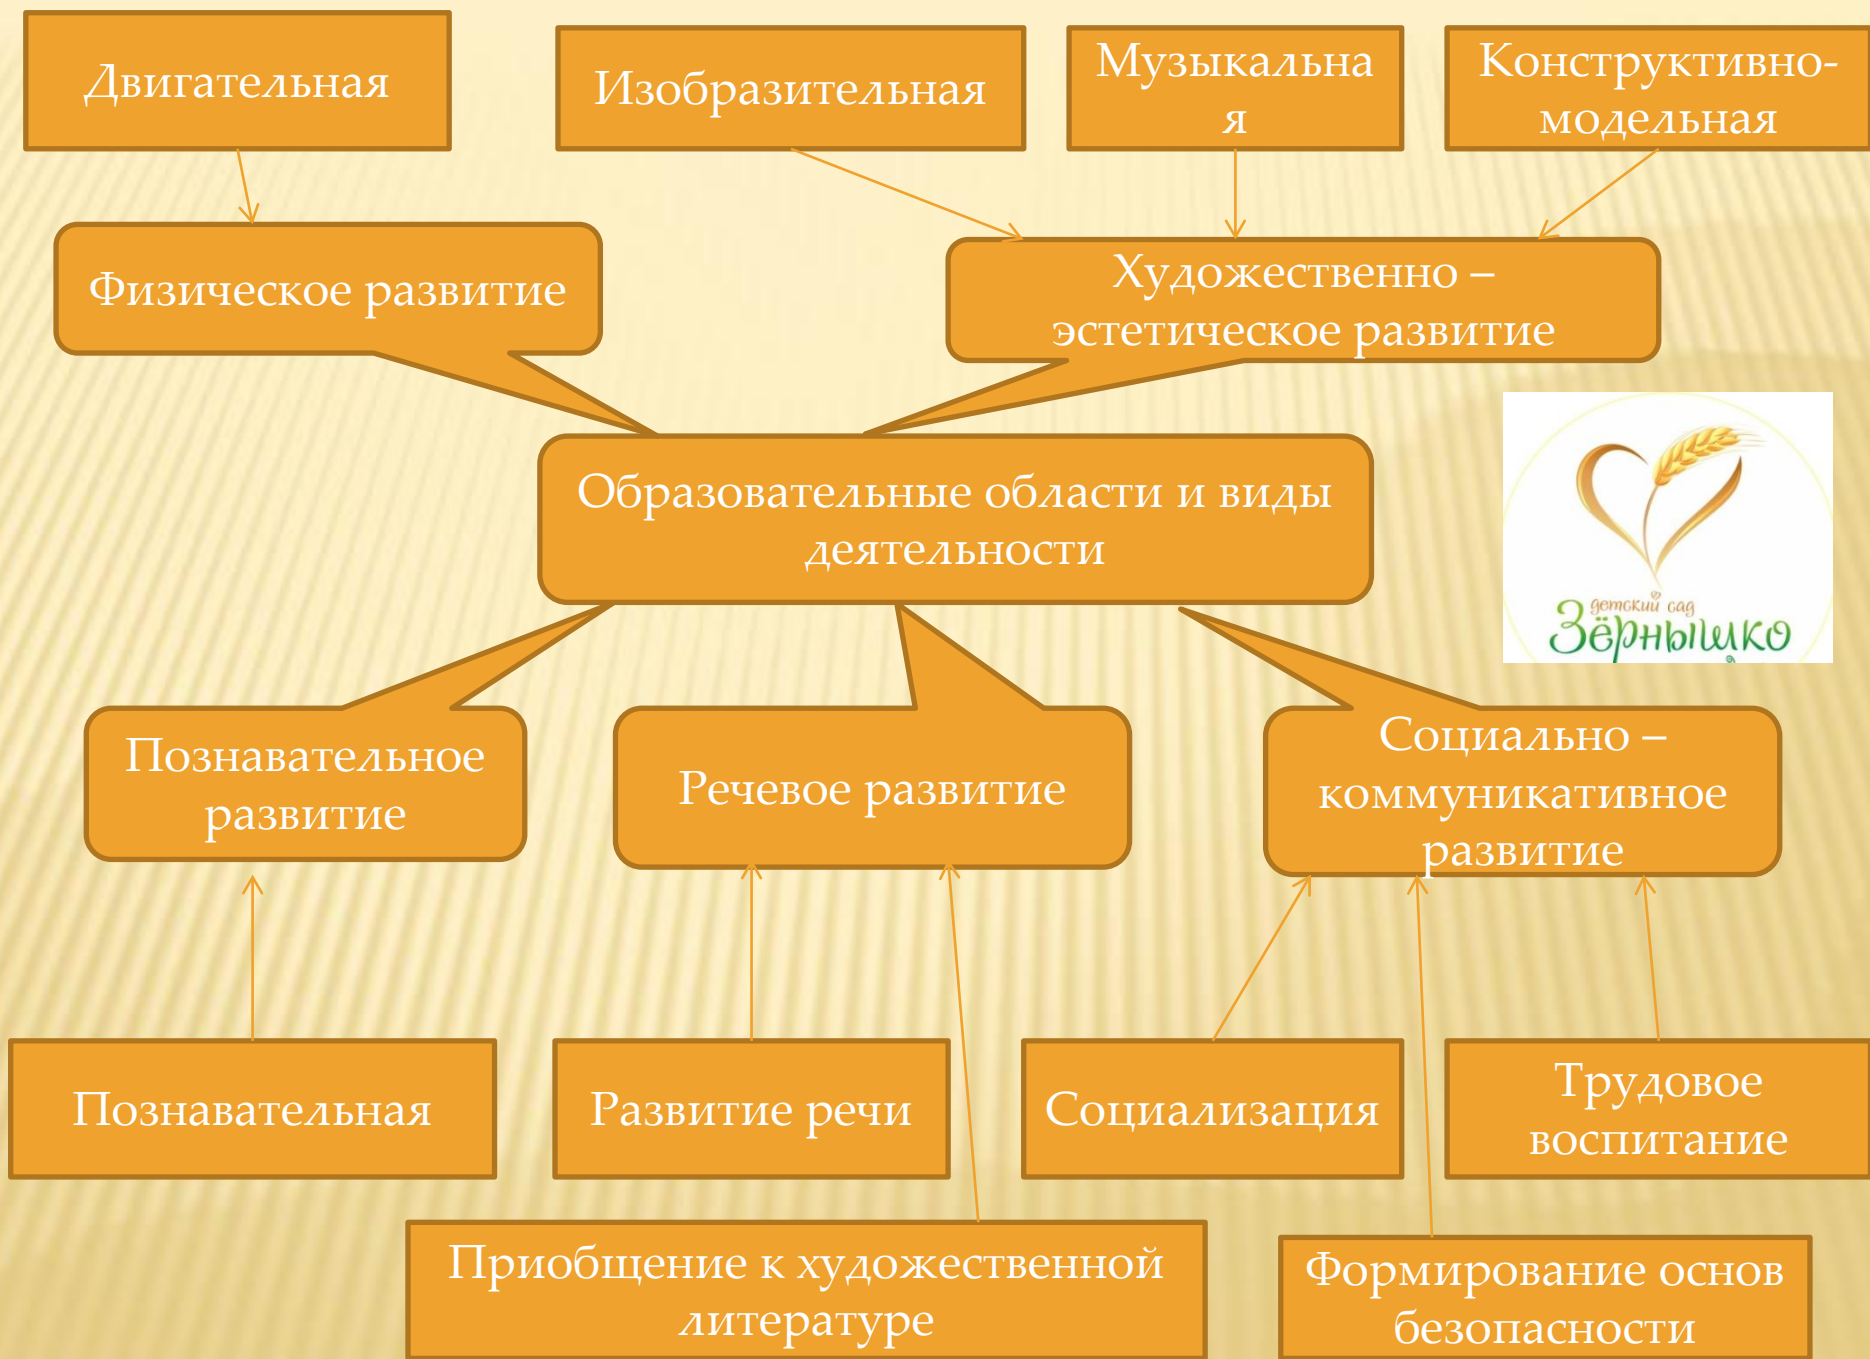 Двигательная
Изобразительная
Музыкальна
я
Конструктивно-
модельная
Физическое развитие
Художественно –
эстетическое развитие
Образовательные области и виды
деятельности
детский сад
Зёрнышко
Познавательное
развитие
Речевое развитие
Социально –
коммуникативное
развитие
Познавательная
Развитие речи
Социализация
Трудовое
воспитание
Приобщение к художественной
литературе
Формирование основ
безопасности